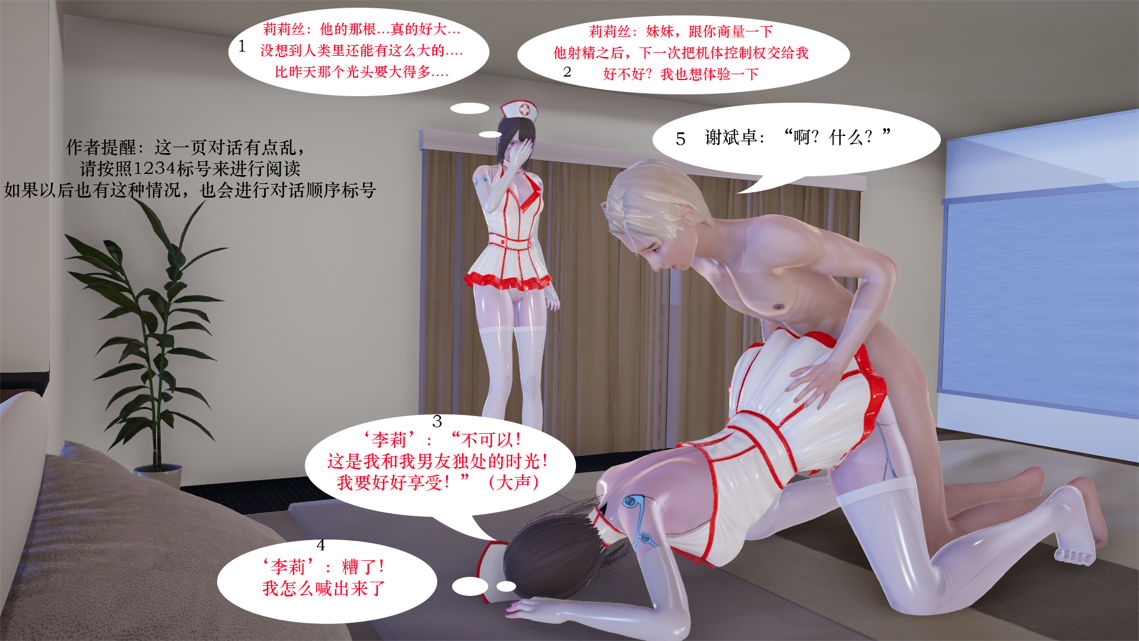 1
莉莉丝：他的那根...真的好大...
没想到人类里还能有这么大的....
比昨天那个光头要大得多....
莉莉丝：妹妹，跟你商量一下
他射精之后，下一次把机体控制权交给我
2
好不好？我也想体验一下
作者提醒：这一页对话有点乱，
请按照1234标号来进行阅读
如果以后也有这种情况，也会进行对话顺序标号
3
‘李莉’：“不可以！
这是我和我男友独处的时光！
我要好好享受！”（大声）
4
‘李莉’：糟了！
我怎么喊出来了
5 谢斌卓：“啊？什么？”